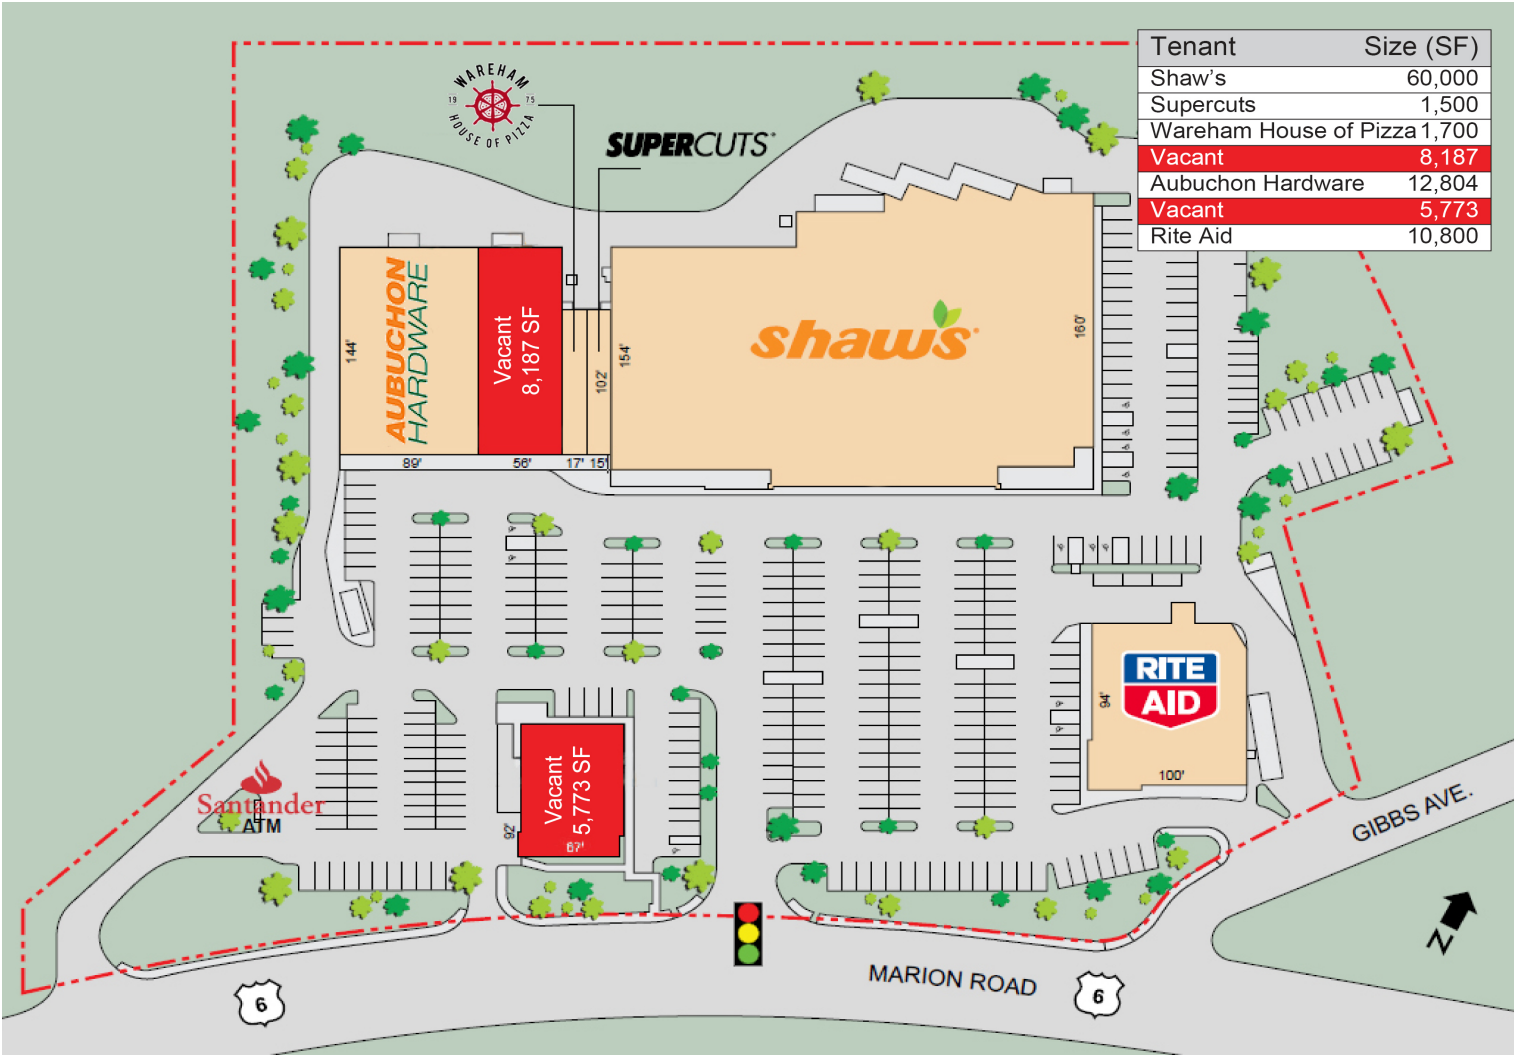 Tenant Size (SF)
Shaw's 60,000
Supercuts 1,500
Wareham House of Pizza 1,700
Vacant 8,187
Aubuchon Hardware 12,804
Vacant 5,773
Rite Aid 10,800
WAREHAM
19 75
HOUSE OF PIZZA
SUPERCUTS
AUBUCHON
HARDWARE
144'
89'
Vacant
8,187 SF
56'
17'
15'
102'
154'
shaw's
160'
RITE
AID
94'
100'
Vacant
5,773 SF
92'
67'
Santander
ATM
GIBBS AVE.
MARION ROAD
6
6
N